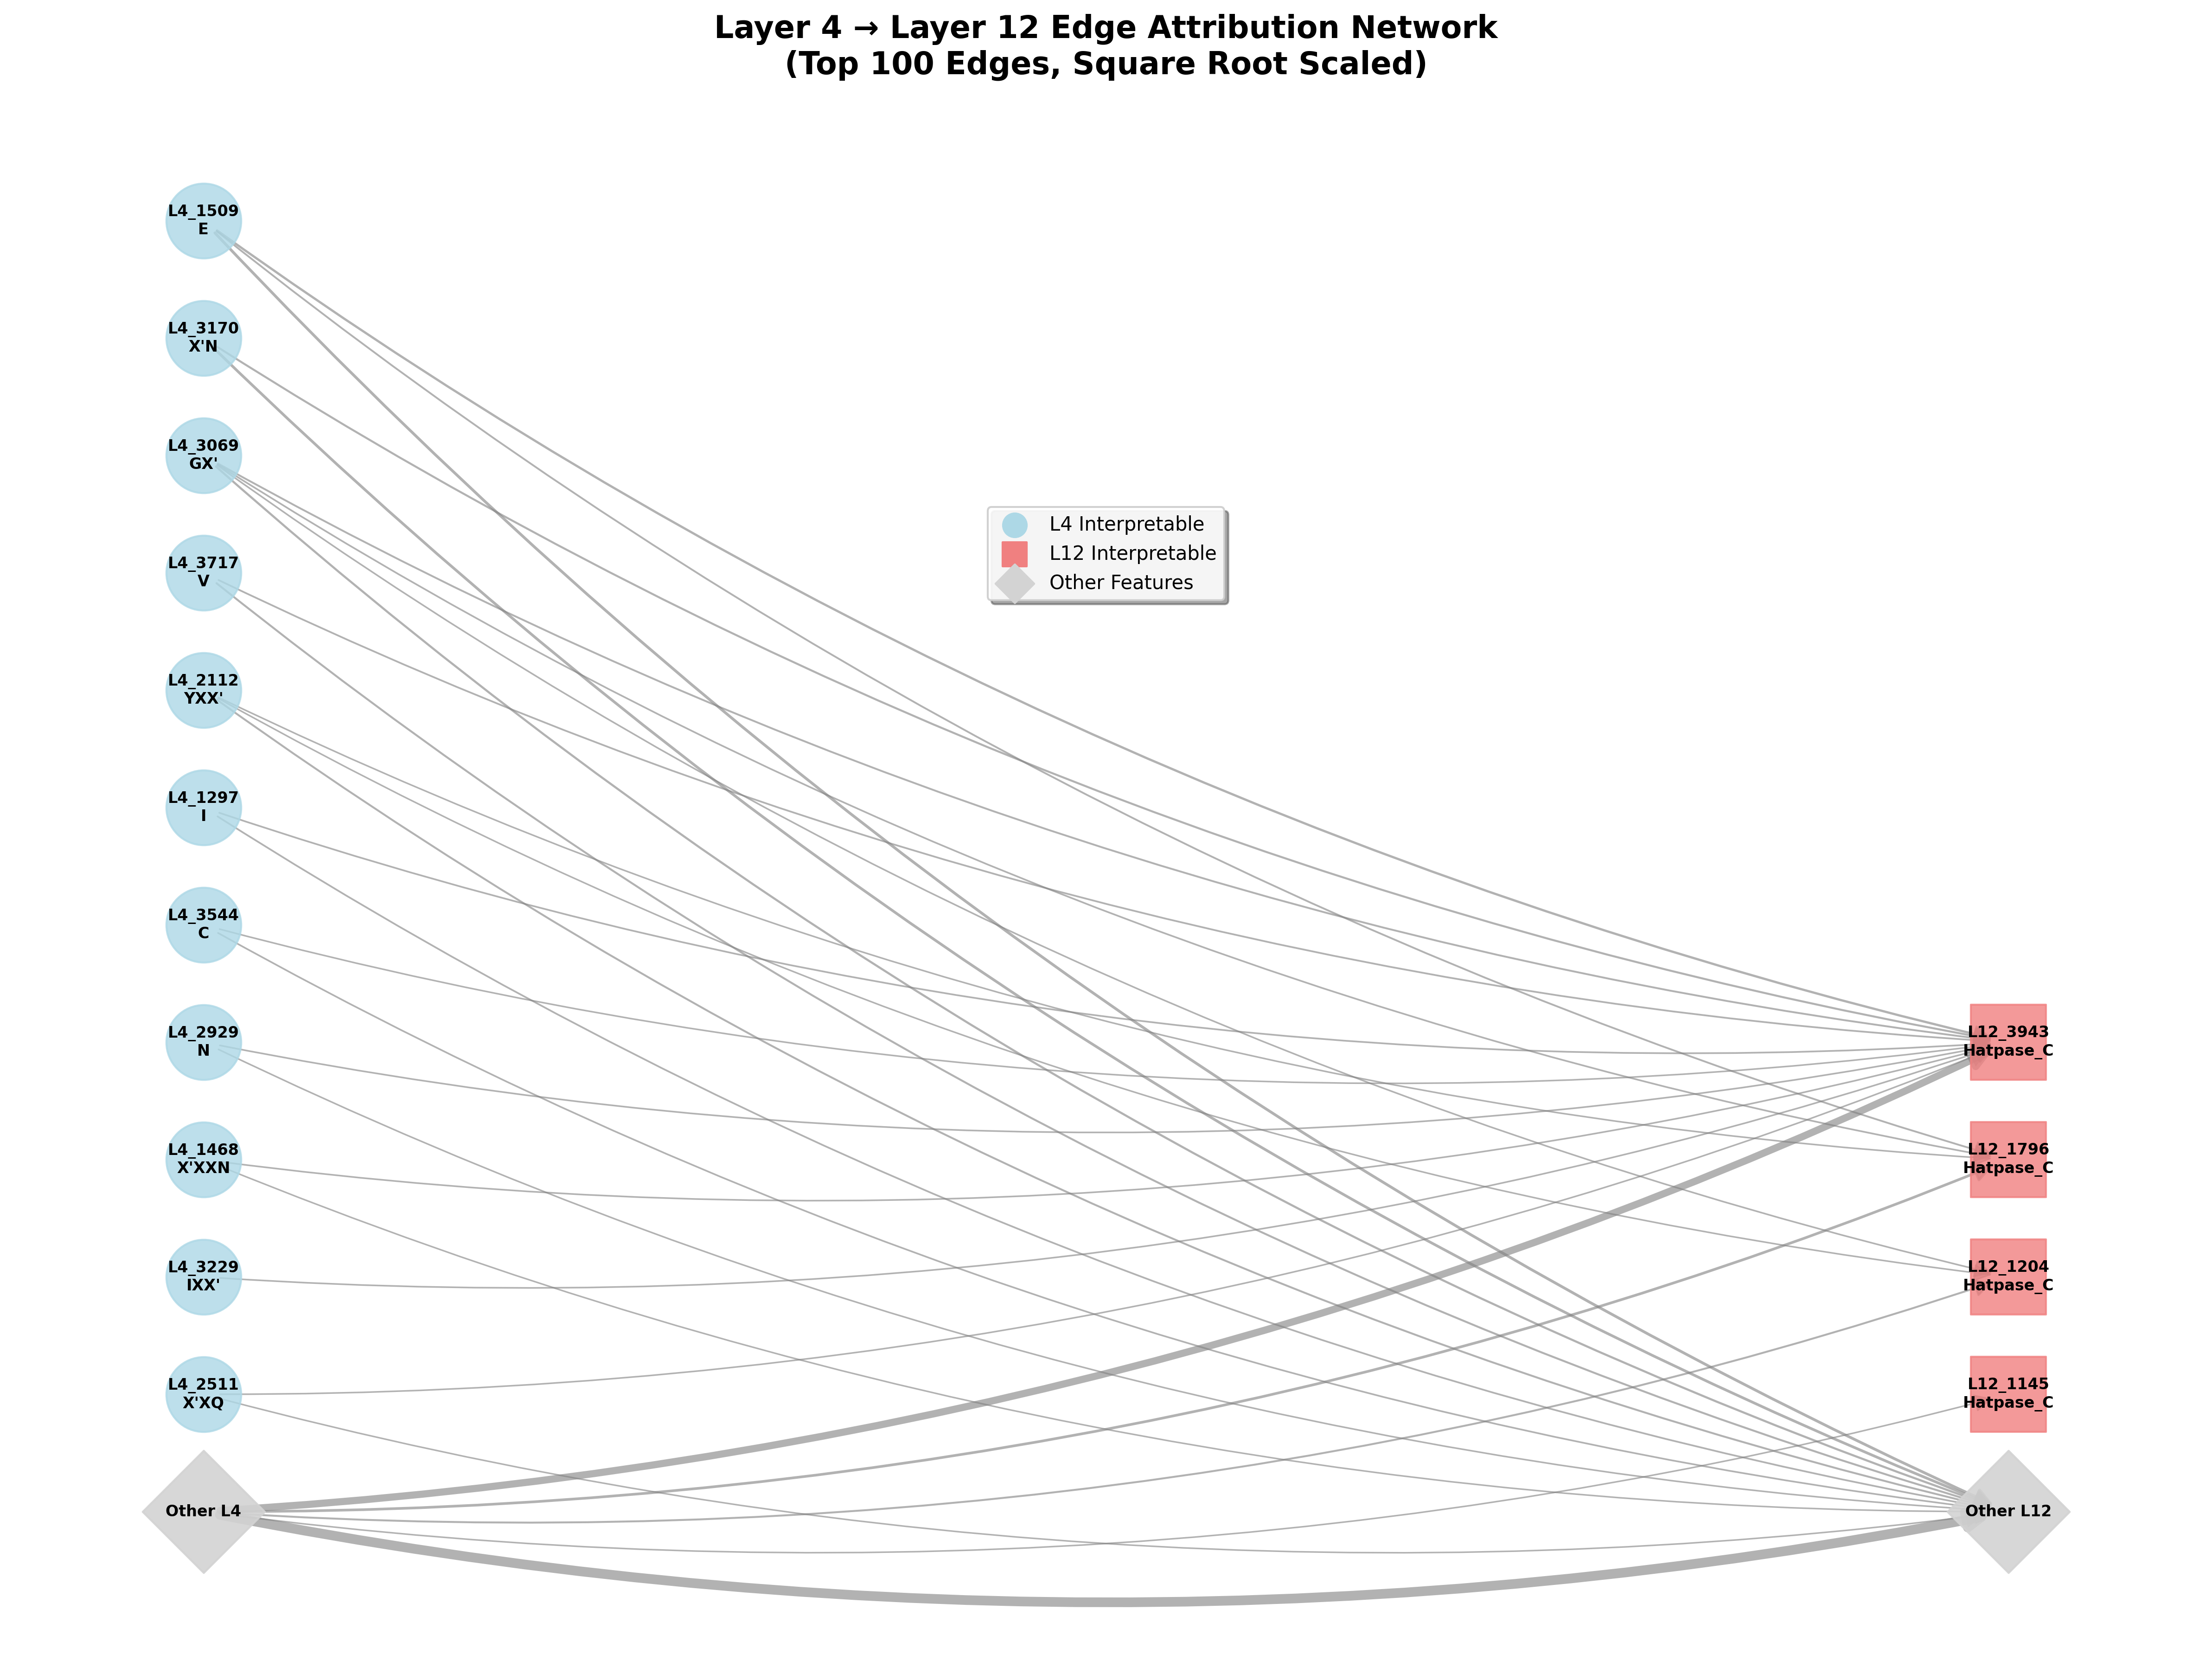 Layer 4 → Layer 12 Edge Attribution Network
(Top 100 Edges, Square Root Scaled)
L4_1509
E
L4_3170
X'N
L4_3069
GX'
L4_3717
V
L4_2112
YXX'
L4_1297
I
L4_3544
C
L4_2929
N
L4_1468
X'XXN
L4_3229
IXX'
L4_2511
X'XQ
Other L4
L4 Interpretable
L12 Interpretable
Other Features
L12_3943
Hatpase_C
L12_1796
Hatpase_C
L12_1204
Hatpase_C
L12_1145
Hatpase_C
Other L12